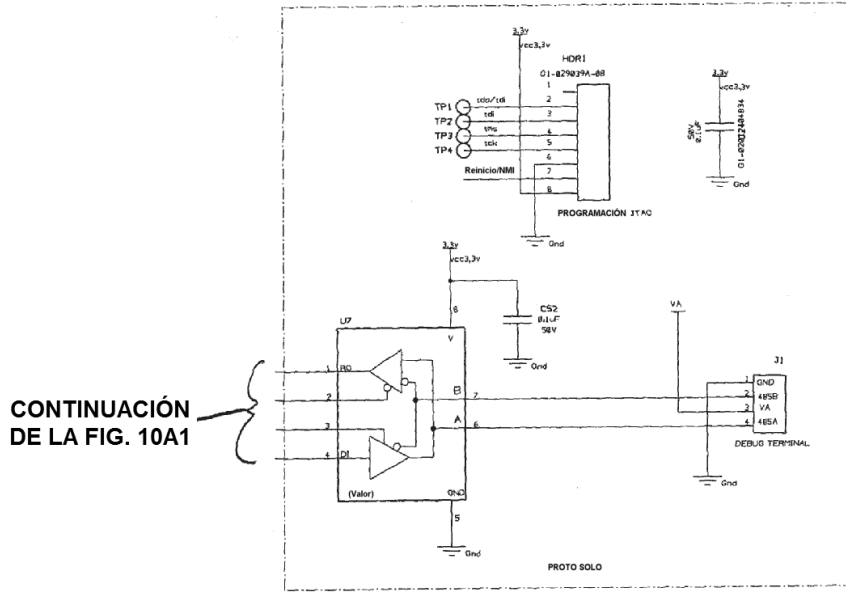 3.3v
vcc3,3v
HDR1
01-029039A-08
1
TP1 tdo/tdi 2
TP2 tdi 3
TP3 tms 4
TP4 tck 5
6
Reinicio/NMI 7
8
PROGRAMACIÓN JTAG
Gnd
3.3v
vcc3,3v
50V
0.1uF
Gnd
3.3v
vcc3,3v
8
U7
V
C52
0.1uF
50V
Gnd
1 RO
2
3
4 DI
B 7
A 6
(Valor)
GND
5
Gnd
VA
J1
1 GND
2 485B
3 VA
4 485A
DEBUG TERMINAL
Gnd
CONTINUACIÓN
DE LA FIG. 10A1
PROTO SOLO